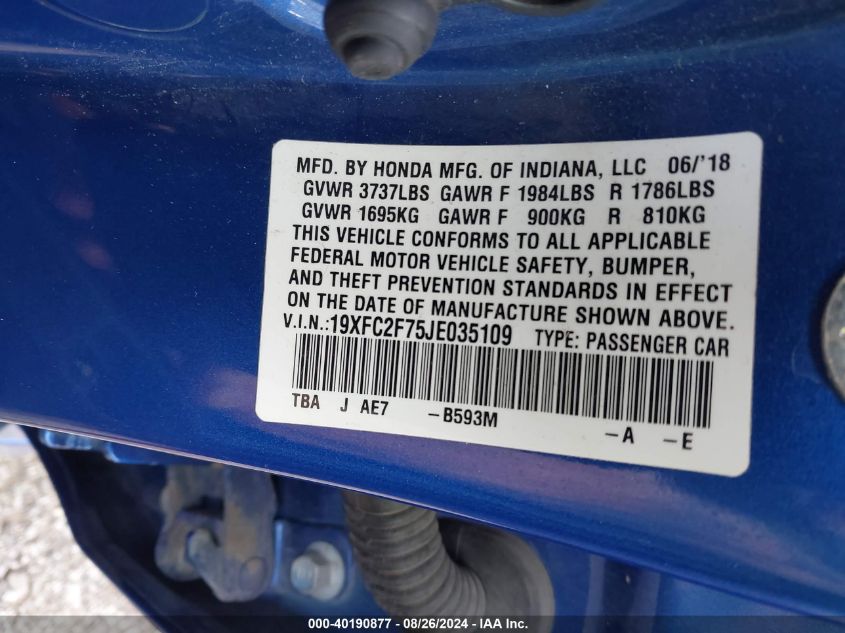 MFD. BY HONDA MFG. OF INDIANA, LLC 06/'18
GVWR 3737LBS GAWR F 1984LBS R 1786LBS
GVWR 1695KG GAWR F 900KG R 810KG
THIS VEHICLE CONFORMS TO ALL APPLICABLE
FEDERAL MOTOR VEHICLE SAFETY, BUMPER,
AND THEFT PREVENTION STANDARDS IN EFFECT
ON THE DATE OF MANUFACTURE SHOWN ABOVE.
V.I.N.:19XFC2F75JE035109 TYPE: PASSENGER CAR
TBA J AE7 -B593M -A -E
000-40190877 - 08/26/2024 - IAA Inc.